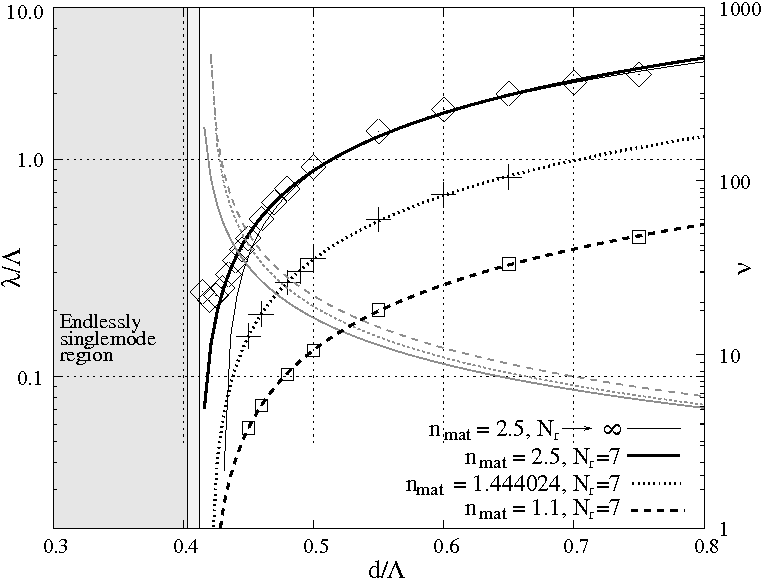 10.0
1.0
0.1
λ/Λ
1000
100
10
1
ν
Endlessly
singlemode
region
n_mat = 2.5, N_r → ∞
n_mat = 2.5, N_r=7
n_mat = 1.444024, N_r=7
n_mat = 1.1, N_r=7
0.3 0.4 0.5 0.6 0.7 0.8
d/Λ